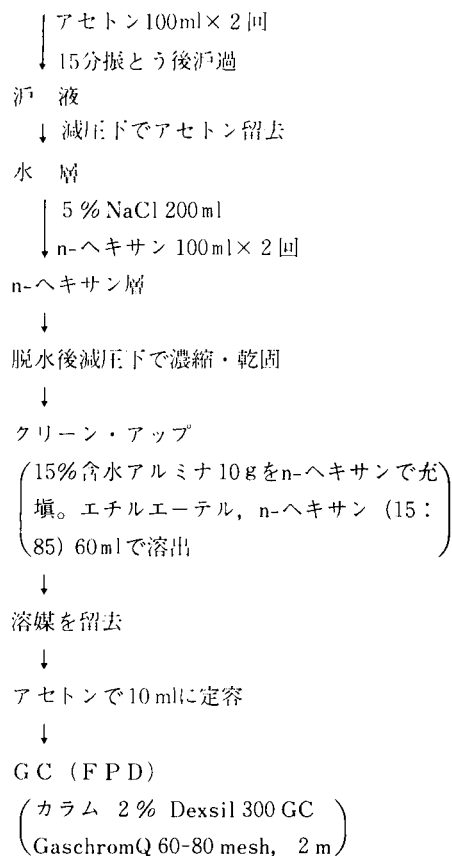 アセトン100ml×2回
15分振とう後沪過
沪 液
減圧下でアセトン留去
水 層
5%NaCl 200ml
n-ヘキサン 100ml×2回
n-ヘキサン層
脱水後減圧下で濃縮・乾固
クリーン・アップ
15%含水アルミナ10gをn-ヘキサンで充
塡。エチルエーテル,n-ヘキサン(15:
85)60mlで溶出
溶媒を留去
アセトンで10mlに定容
GC(FPD)
カラム 2% Dexsil 300 GC
GaschromQ 60-80 mesh, 2m